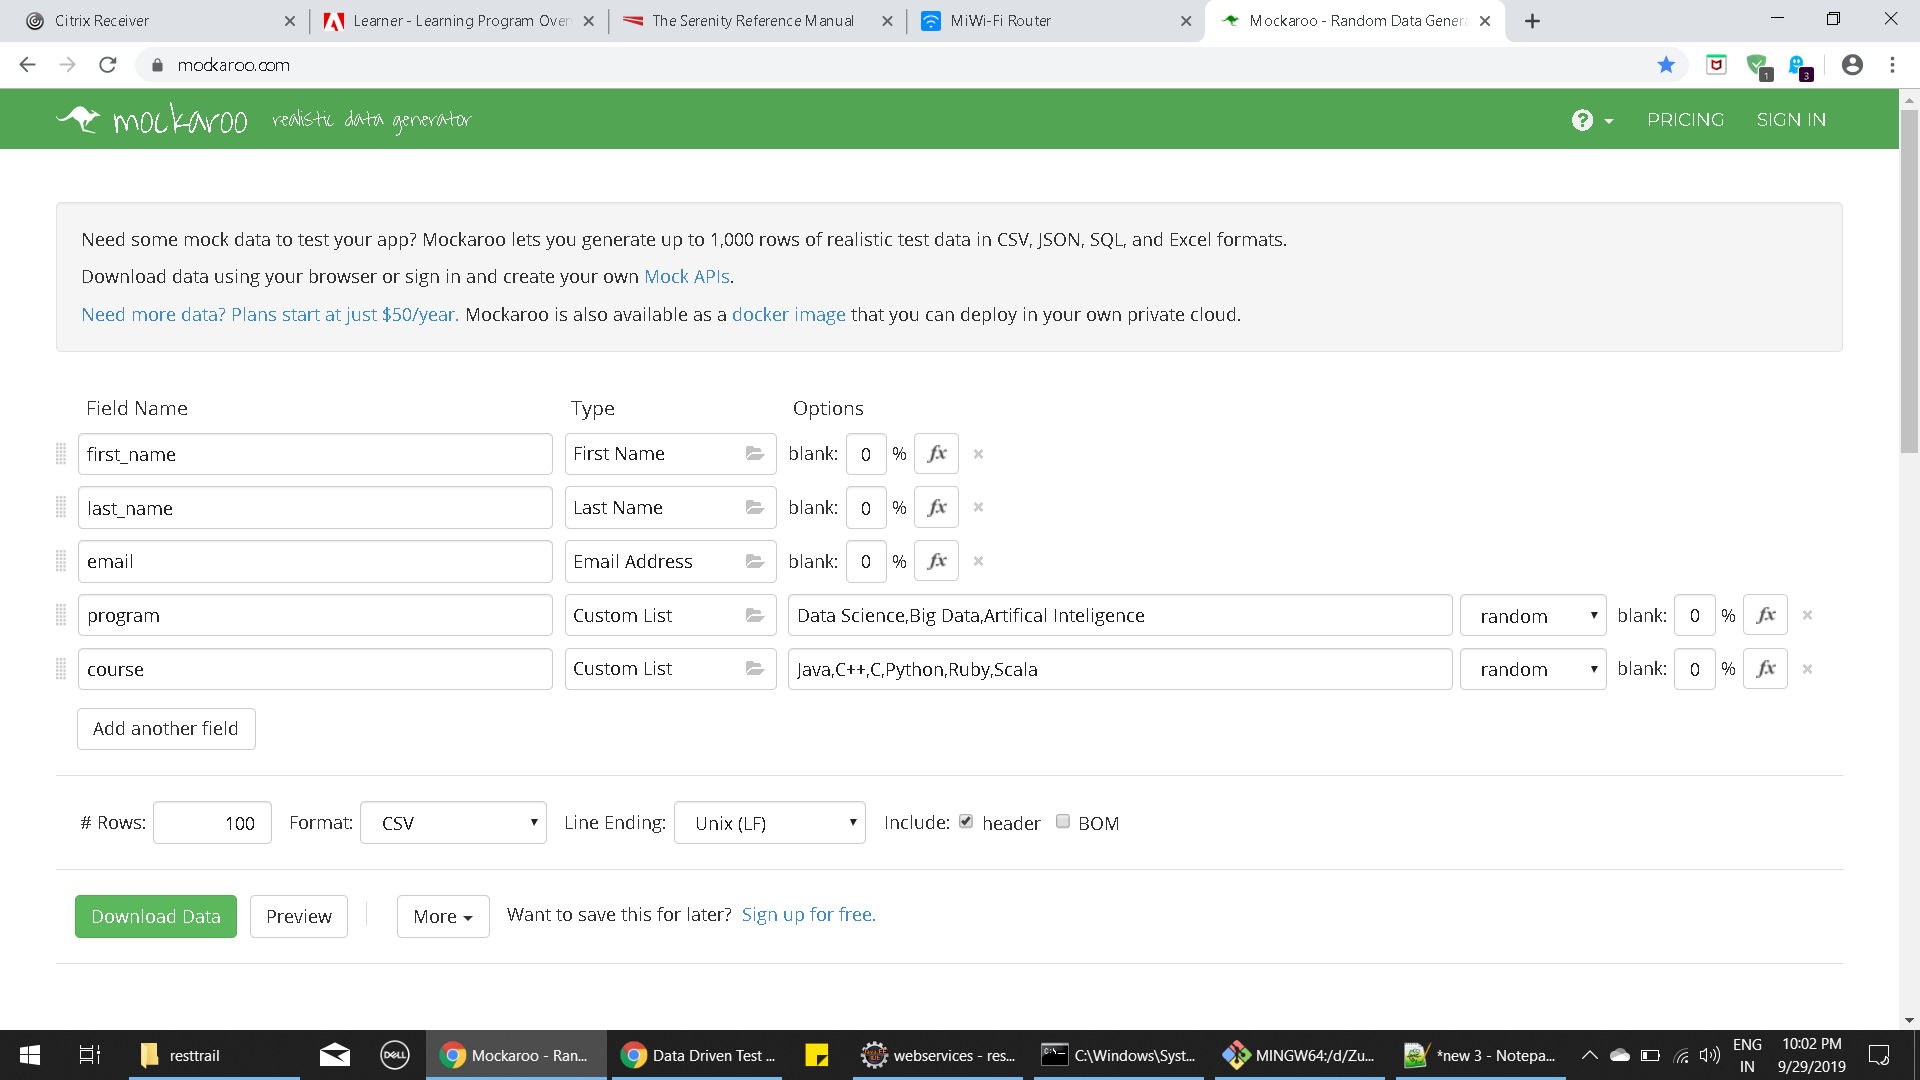 Citrix Receiver
Learner - Learning Program Over
The Serenity Reference Manual
MiWi-Fi Router
Mockaroo - Random Data Genera
mockaroo.com
1
3
mockaroo realistic data generator
? PRICING SIGN IN
Need some mock data to test your app? Mockaroo lets you generate up to 1,000 rows of realistic test data in CSV, JSON, SQL, and Excel formats.
Download data using your browser or sign in and create your own Mock APIs.
Need more data? Plans start at just $50/year. Mockaroo is also available as a docker image that you can deploy in your own private cloud.
Field Name Type Options
first_name First Name blank: 0 % fx
last_name Last Name blank: 0 % fx
email Email Address blank: 0 % fx
program Custom List Data Science,Big Data,Artifical Inteligence random blank: 0 % fx
course Custom List Java,C++,C,Python,Ruby,Scala random blank: 0 % fx
Add another field
# Rows: 100 Format: CSV Line Ending: Unix (LF) Include: header BOM
Download Data Preview More Want to save this for later? Sign up for free.
resttrail
DELL
Mockaroo - Ran...
Data Driven Test ...
webservices - res...
C:\Windows\Syst...
MINGW64:/d/Zu...
*new 3 - Notepa...
ENG
IN
10:02 PM
9/29/2019